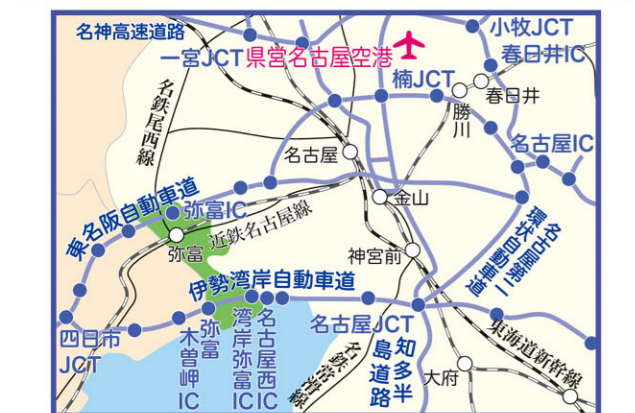 名神高速道路
小牧JCT
一宮JCT
県営名古屋空港
春日井IC
楠JCT
春日井
勝川
名鉄尾西線
名古屋
名古屋IC
東名阪自動車道
弥富IC
金山
近鉄名古屋線
弥富
名古屋第二
環状自動車道
神宮前
伊勢湾岸自動車道
四日市
JCT
木曽岬IC
弥富
湾岸弥富IC
名古屋西IC
名古屋JCT
名鉄常滑線
知多半
島道路
大府
東海道新幹線